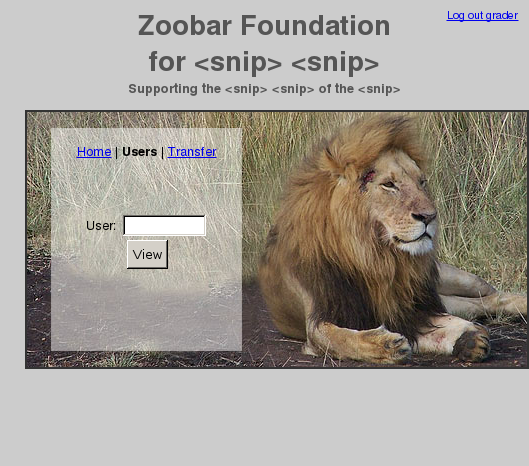 Log out grader
Zoobar Foundation
for <snip> <snip>
Supporting the <snip> <snip> of the <snip>
Home | Users | Transfer
User:
View